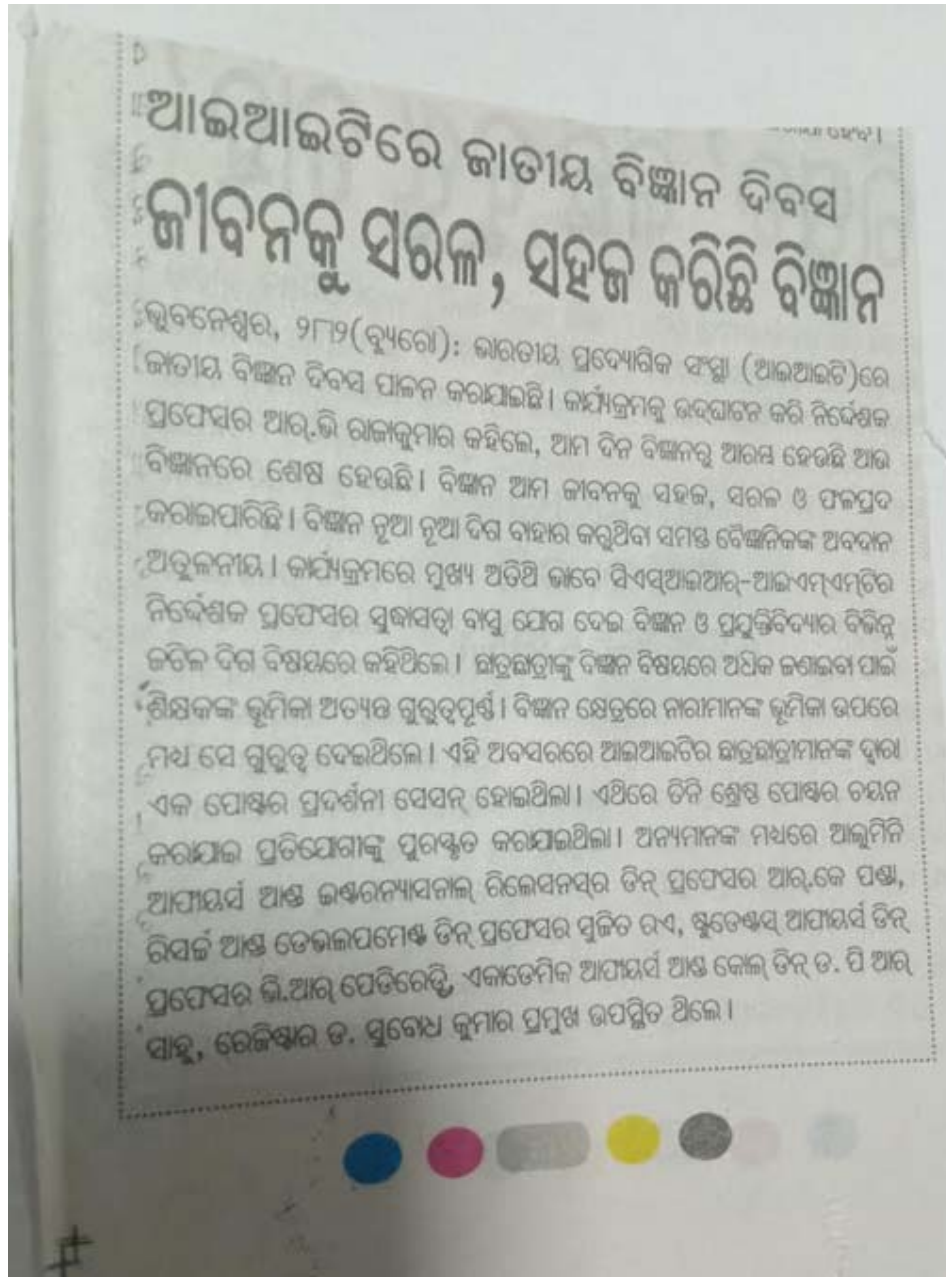 ଆଇଆଇଟିରେ ଜାତୀୟ ବିଜ୍ଞାନ ଦିବସ
ଜୀବନକୁ ସରଳ, ସହଜ କରିଛି ବିଜ୍ଞାନ
ଭୁବନେଶ୍ୱର, ୨୮।୨(ବ୍ୟୁରୋ): ଭାରତୀୟ ପ୍ରଦ୍ୟୋଗିକ ସଂସ୍ଥା (ଆଇଆଇଟି)ରେ
ଜାତୀୟ ବିଜ୍ଞାନ ଦିବସ ପାଳନ କରାଯାଇଛି। କାର୍ଯ୍ୟକ୍ରମକୁ ଉଦ୍‌ଘାଟନ କରି ନିର୍ଦ୍ଦେଶକ
ପ୍ରଫେସର ଆର୍.ଭି ରାଜାକୁମାର କହିଲେ, ଆମ ଦିନ ବିଜ୍ଞାନରୁ ଆରମ୍ଭ ହେଉଛି ଆଉ
ବିଜ୍ଞାନରେ ଶେଷ ହେଉଛି। ବିଜ୍ଞାନ ଆମ ଜୀବନକୁ ସହଜ, ସରଳ ଓ ଫଳପ୍ରଦ
କରାଇପାରିଛି। ବିଜ୍ଞାନ ନୂଆ ନୂଆ ଦିଗ ବାହାର କରୁଥିବା ସମସ୍ତ ବୈଜ୍ଞାନିକଙ୍କ ଅବଦାନ
ଅତୁଳନୀୟ। କାର୍ଯ୍ୟକ୍ରମରେ ମୁଖ୍ୟ ଅତିଥି ଭାବେ ସିଏସ୍ଆଇଆର୍-ଆଇଏମ୍ଏମ୍‌ଟିର
ନିର୍ଦ୍ଦେଶକ ପ୍ରଫେସର ସୁଦ୍ଧାସତ୍ୱା ବାସୁ ଯୋଗ ଦେଇ ବିଜ୍ଞାନ ଓ ପ୍ରଯୁକ୍ତିବିଦ୍ୟାର ବିଭିନ୍ନ
ଜଟିଳ ଦିଗ ବିଷୟରେ କହିଥିଲେ। ଛାତ୍ରଛାତ୍ରୀଙ୍କୁ ବିଜ୍ଞାନ ବିଷୟରେ ଅଧିକ ଜଣାଇବା ପାଇଁ
ଶିକ୍ଷକଙ୍କ ଭୂମିକା ଅତ୍ୟନ୍ତ ଗୁରୁତ୍ୱପୂର୍ଣ୍ଣ। ବିଜ୍ଞାନ କ୍ଷେତ୍ରରେ ନାରୀମାନଙ୍କ ଭୂମିକା ଉପରେ
ମଧ୍ୟ ସେ ଗୁରୁତ୍ୱ ଦେଇଥିଲେ। ଏହି ଅବସରରେ ଆଇଆଇଟିର ଛାତ୍ରଛାତ୍ରୀମାନଙ୍କ ଦ୍ୱାରା
ଏକ ପୋଷ୍ଟର ପ୍ରଦର୍ଶନୀ ସେସନ୍ ହୋଇଥିଲା। ଏଥିରେ ତିନି ଶ୍ରେଷ୍ଠ ପୋଷ୍ଟର ଚୟନ
କରାଯାଇ ପ୍ରତିଯୋଗୀଙ୍କୁ ପୁରସ୍କୃତ କରାଯାଇଥିଲା। ଅନ୍ୟମାନଙ୍କ ମଧ୍ୟରେ ଆଲୁମିନି
ଆଫାୟର୍ସ ଆଣ୍ଡ ଇଣ୍ଟରନ୍ୟାସନାଲ୍ ରିଲେସନସ୍‌ର ଡିନ୍ ପ୍ରଫେସର ଆର୍.କେ ପଣ୍ଡା,
ରିସର୍ଚ୍ଚ ଆଣ୍ଡ ଡେଭଲପମେଣ୍ଟ ଡିନ୍ ପ୍ରଫେସର ସୁଜିତ ରଏ, ଷ୍ଟୁଡେଣ୍ଟସ୍ ଆଫାୟର୍ସ ଡିନ୍
ପ୍ରଫେସର ଭି.ଆର୍ ପେଡିରେଡ୍ଡି, ଏକାଡେମିକ ଆଫାୟର୍ସ ଆଣ୍ଡ କୋଲ୍ ଡିନ୍ ଡ. ପି ଆର୍
ସାହୁ, ରେଜିଷ୍ଟାର ଡ. ସୁବୋଧ କୁମାର ପ୍ରମୁଖ ଉପସ୍ଥିତ ଥିଲେ।